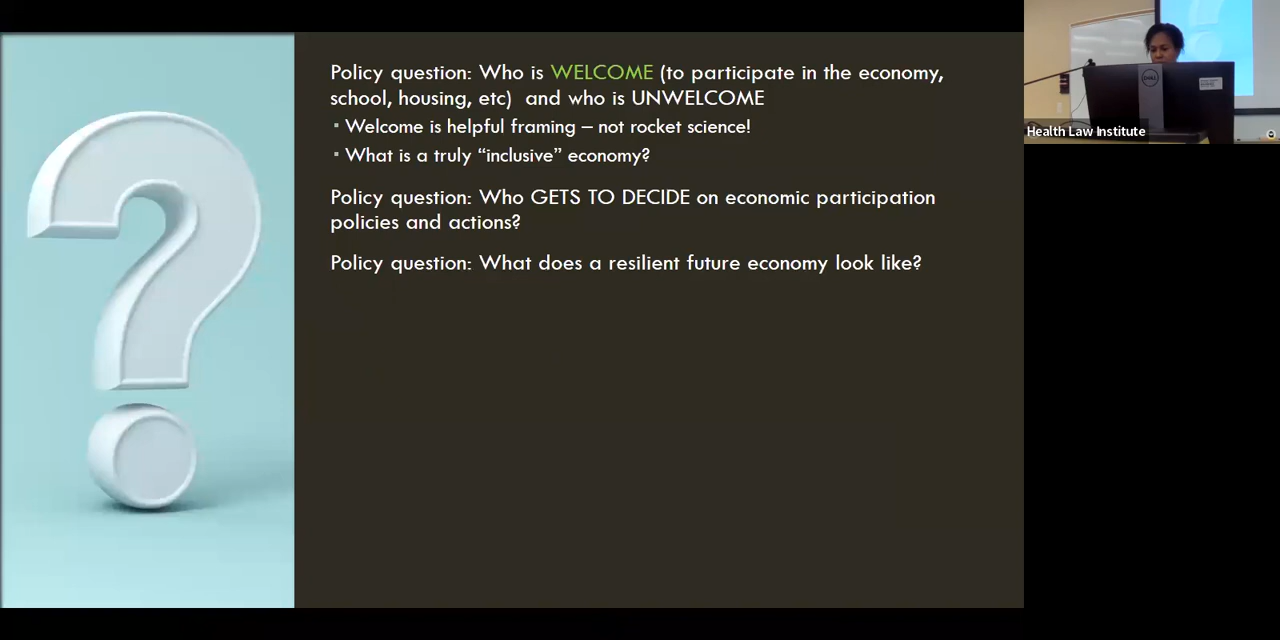 Policy question: Who is WELCOME (to participate in the economy,
school, housing, etc)  and who is UNWELCOME
▪ Welcome is helpful framing – not rocket science!
▪ What is a truly “inclusive” economy?
Policy question: Who GETS TO DECIDE on economic participation
policies and actions?
Policy question: What does a resilient future economy look like?
DELL
Health Law Institute